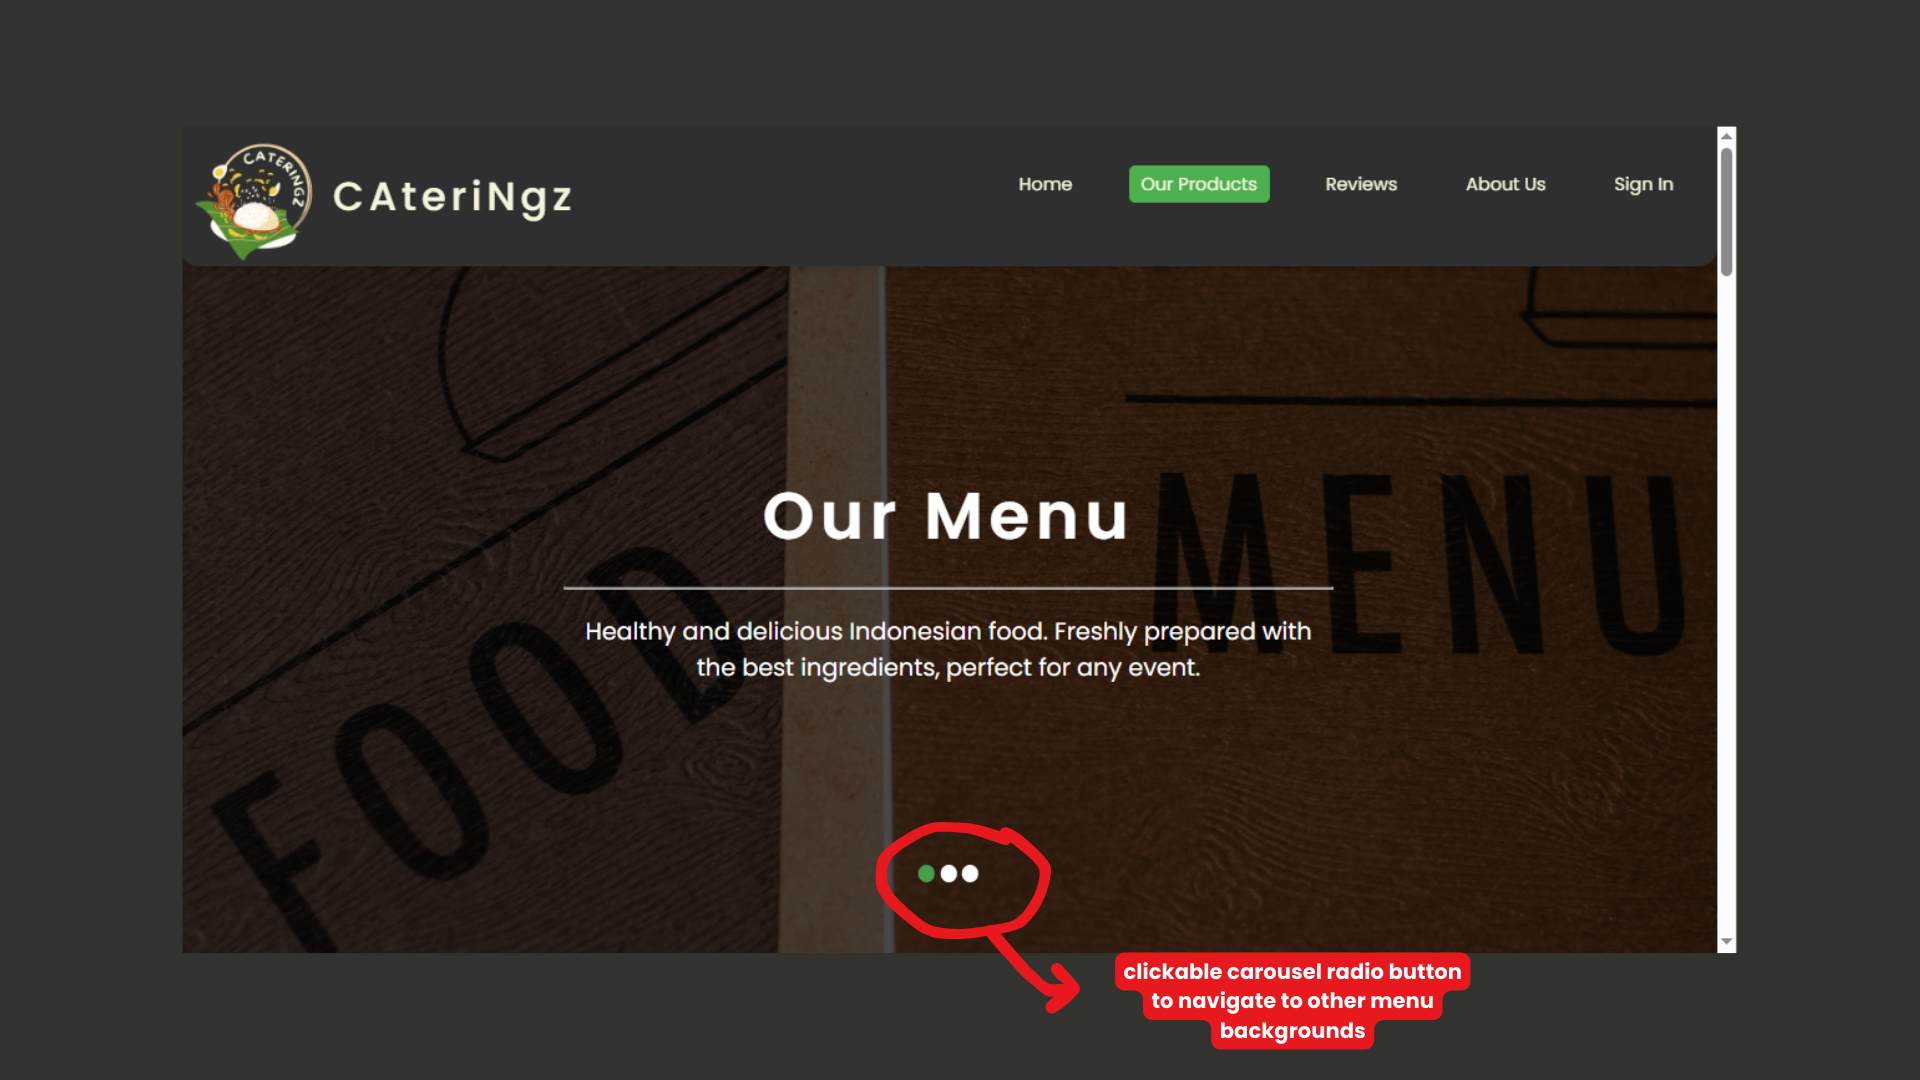 CATERINGZ
CAteriNgz
Home
Our Products
Reviews
About Us
Sign In
Our Menu
MENU
FOOD
Healthy and delicious Indonesian food. Freshly prepared with
the best ingredients, perfect for any event.
clickable carousel radio button
to navigate to other menu
backgrounds